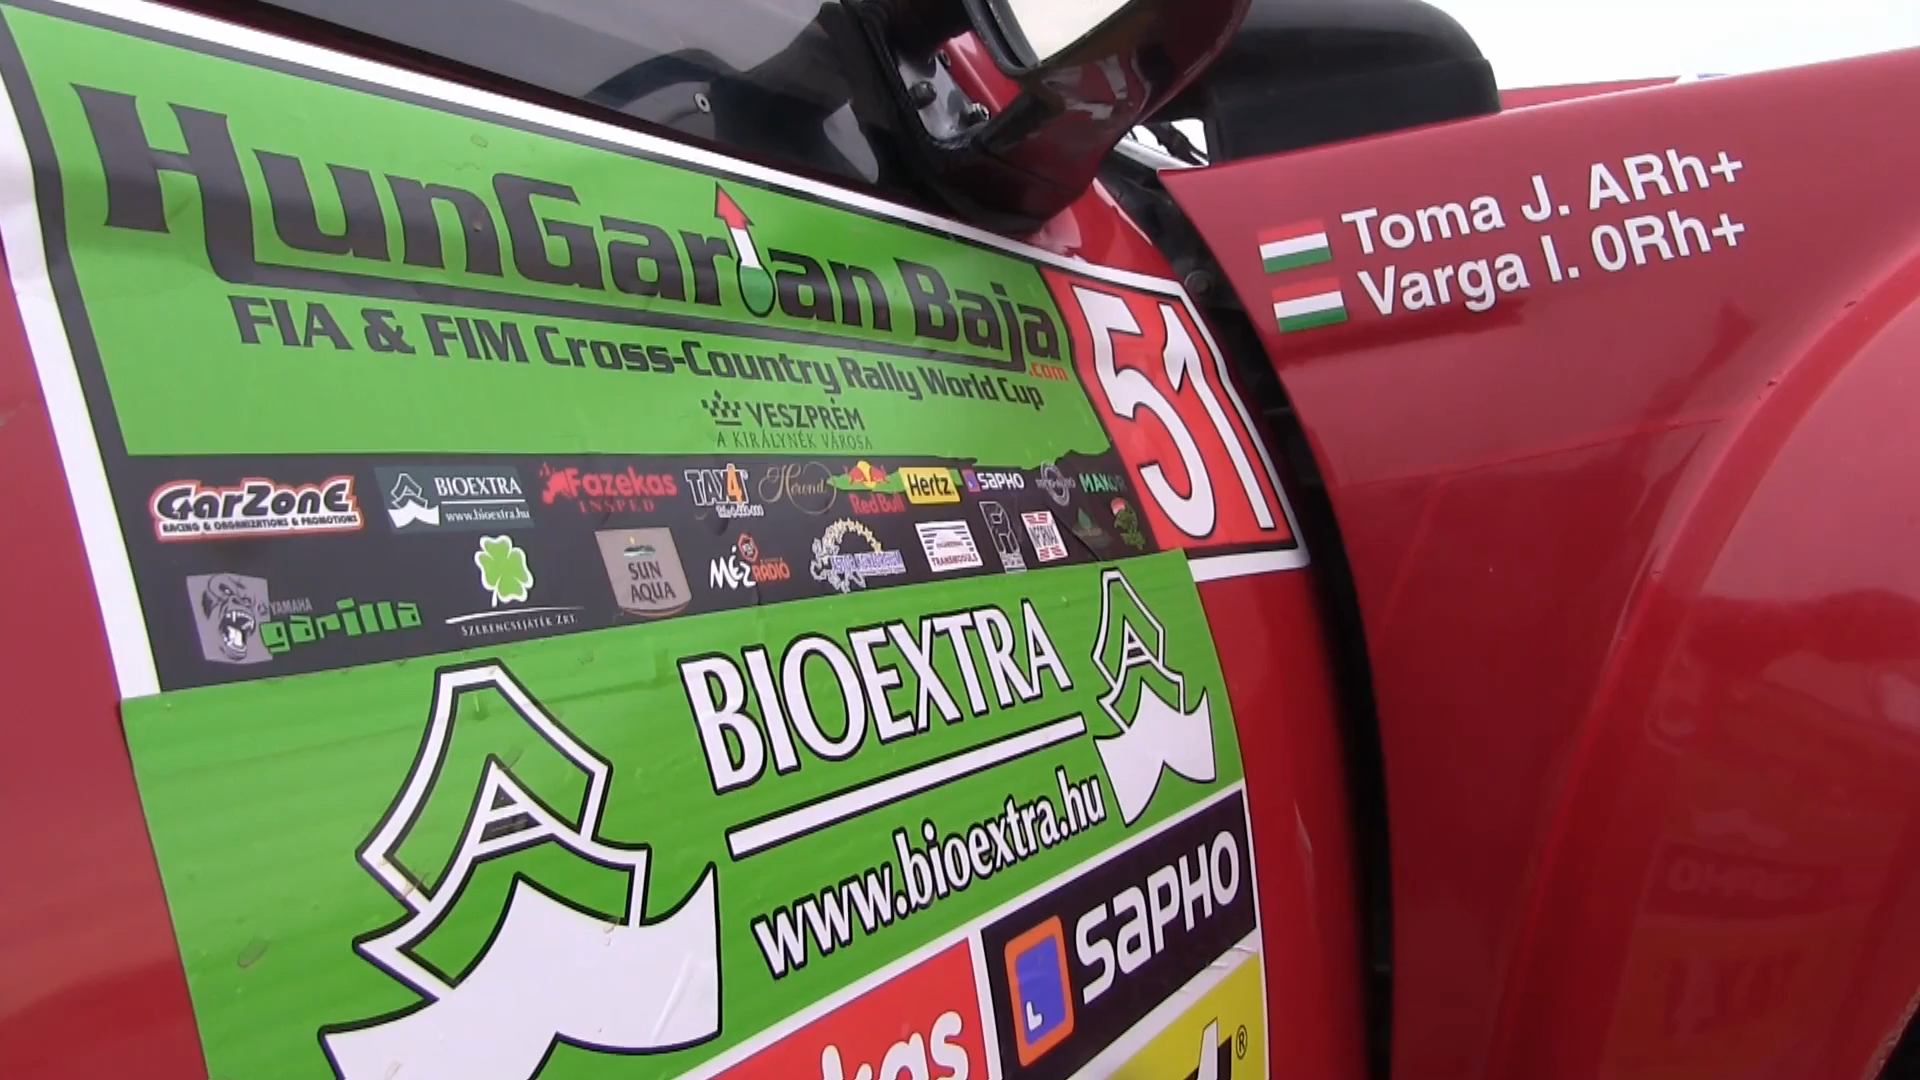 HunGarian Baja
.com
FIA & FIM Cross-Country Rally World Cup
VESZPRÉM
A KIRÁLYNÉK VÁROSA
51
Toma J. ARh+
Varga I. 0Rh+
GarZonE
RACING & ORGANIZATIONS & PROMOTIONS
BIOEXTRA
www.bioextra.hu
Fazekas
INSPED
TAXI4
Herend
Red Bull
Hertz.
SAPHO
YAMAHA
garilla
SZERENCSEJÁTÉK ZRT.
SUN
AQUA
MÉZ RÁDIÓ
TRANSMODULS
BIOEXTRA
www.bioextra.hu
SAPHO
kas
®